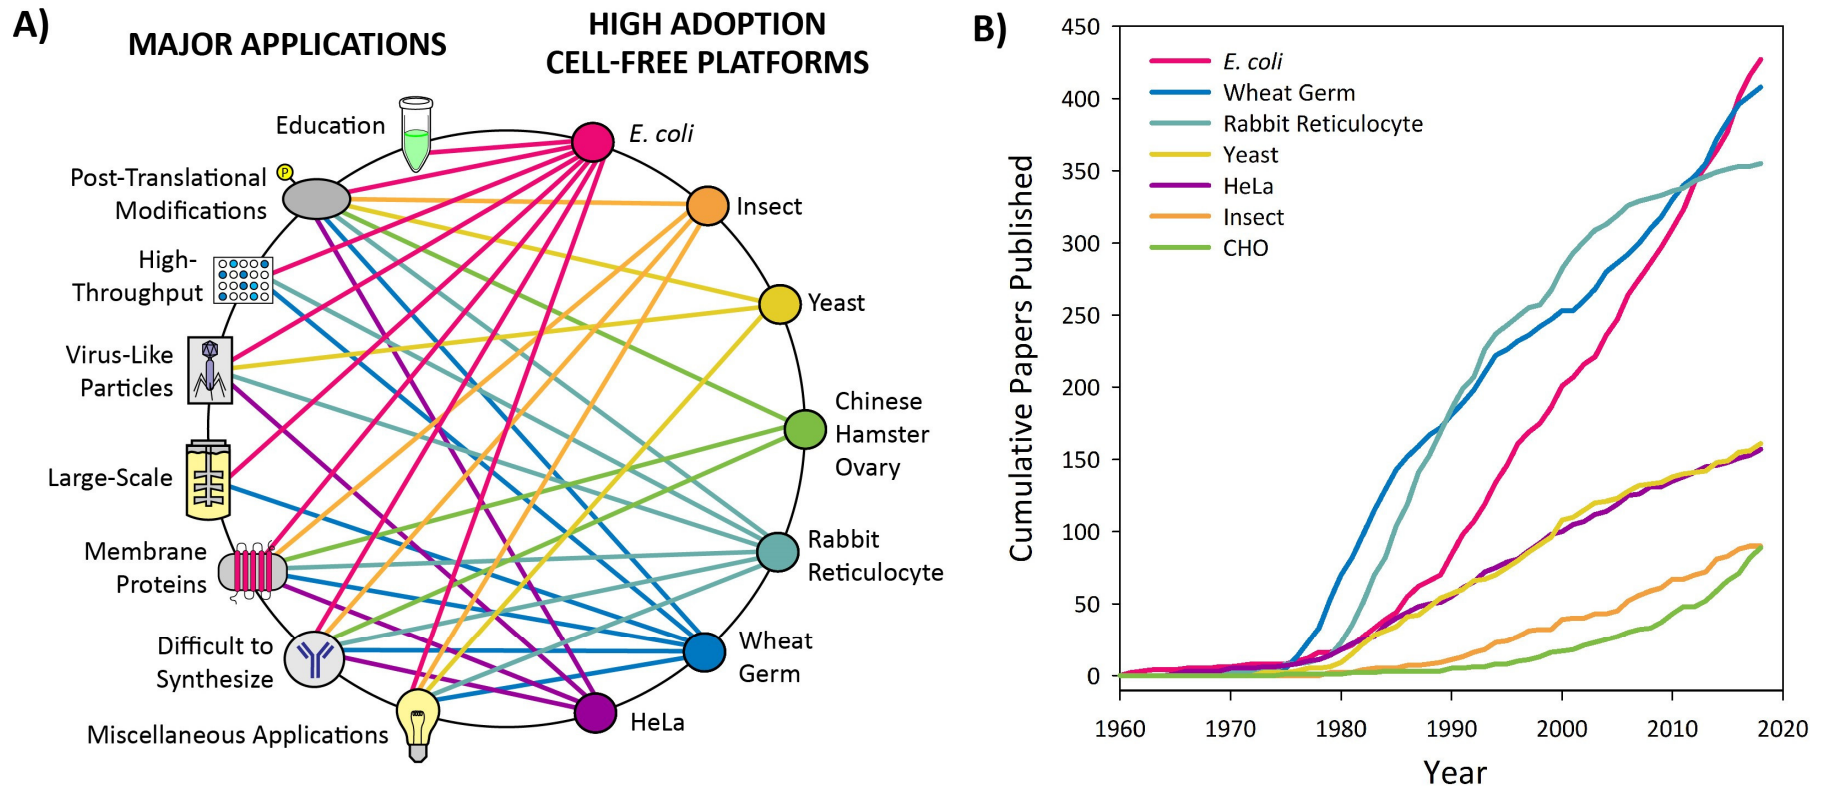 A)
MAJOR APPLICATIONS
HIGH ADOPTION
CELL-FREE PLATFORMS
Education
Post-Translational
Modifications
P
High-
Throughput
Virus-Like
Particles
Large-Scale
Membrane
Proteins
Difficult to
Synthesize
Miscellaneous Applications
E. coli
Insect
Yeast
Chinese
Hamster
Ovary
Rabbit
Reticulocyte
Wheat
Germ
HeLa
B)
Cumulative Papers Published
450
400
350
300
250
200
150
100
50
0
E. coli
Wheat Germ
Rabbit Reticulocyte
Yeast
HeLa
Insect
CHO
1960 1970 1980 1990 2000 2010 2020
Year